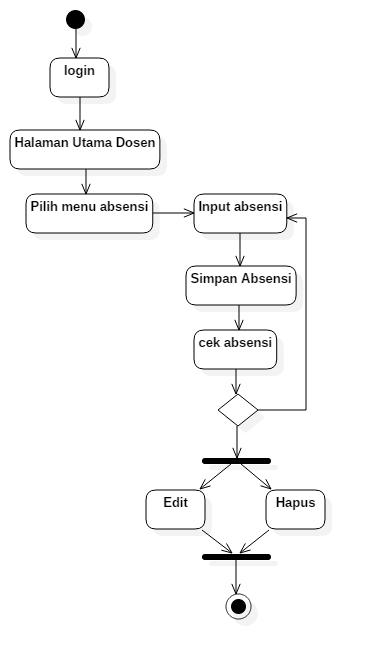 login
Halaman Utama Dosen
Pilih menu absensi
Input absensi
Simpan Absensi
cek absensi
Edit
Hapus